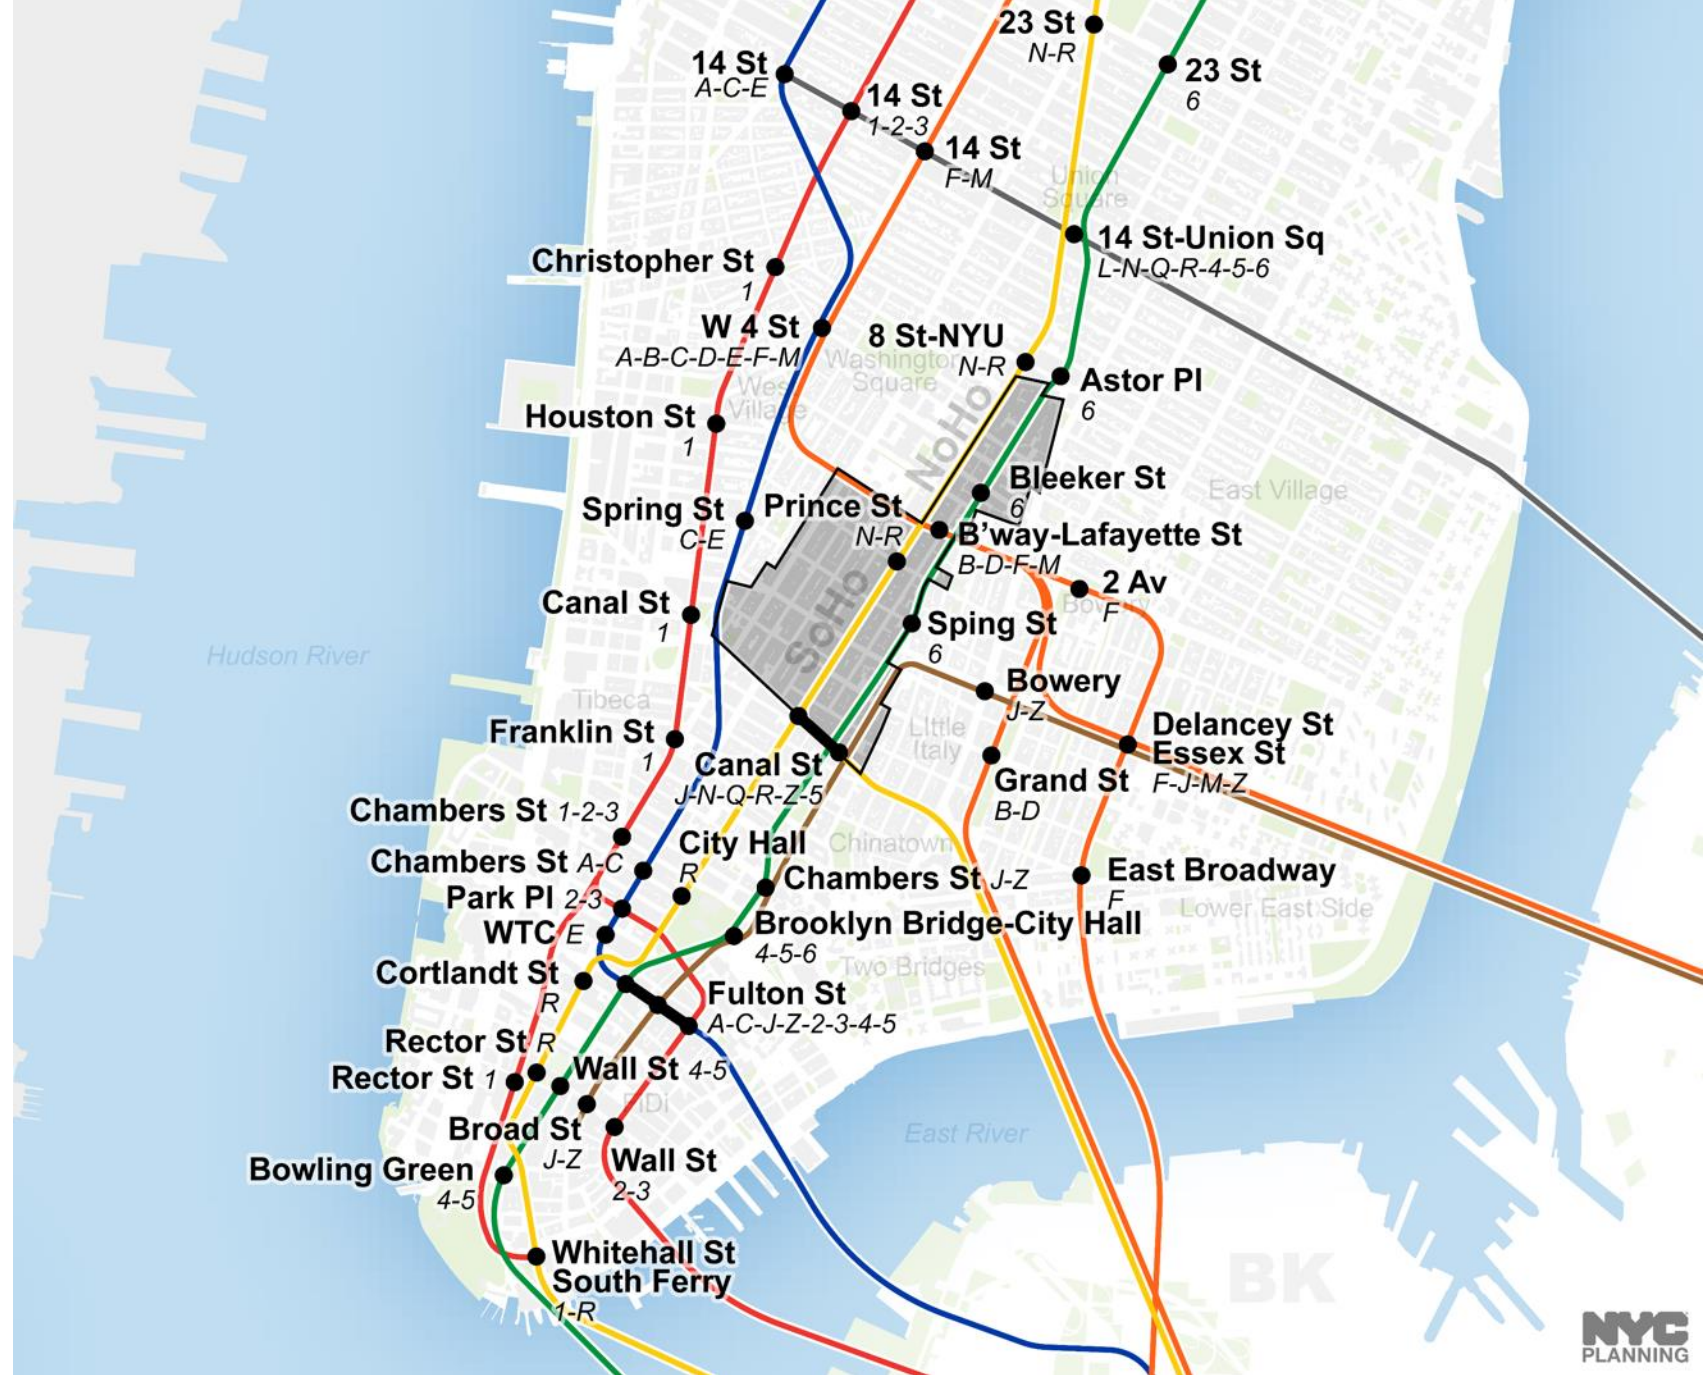 23 St
N-R
14 St
A-C-E
23 St
6
14 St
1-2-3
14 St
F-M
Union
Square
14 St-Union Sq
L-N-Q-R-4-5-6
Christopher St
1
W 4 St
A-B-C-D-E-F-M
8 St-NYU
N-R
Washington
Square
Astor Pl
6
West
Village
NoHo
Houston St
1
Bleeker St
6
East Village
Spring St
C-E
Prince St
N-R
B'way-Lafayette St
B-D-F-M
2 Av
F
Bowery
Canal St
1
SoHo
Sping St
6
Hudson River
Bowery
J-Z
Tibeca
Franklin St
1
LIttle
Italy
Delancey St
Essex St
F-J-M-Z
Canal St
J-N-Q-R-Z-5
Grand St
B-D
Chambers St 1-2-3
City Hall
R
Chinatown
Chambers St A-C
Chambers St J-Z
East Broadway
F
Park Pl 2-3
Lower East Side
WTC E
Brooklyn Bridge-City Hall
4-5-6
Cortlandt St
R
Two Bridges
Fulton St
A-C-J-Z-2-3-4-5
Rector St R
Rector St 1
Wall St 4-5
FiDi
Broad St
J-Z
East River
Bowling Green
4-5
Wall St
2-3
Whitehall St
South Ferry
1-R
BK
NYC
PLANNING